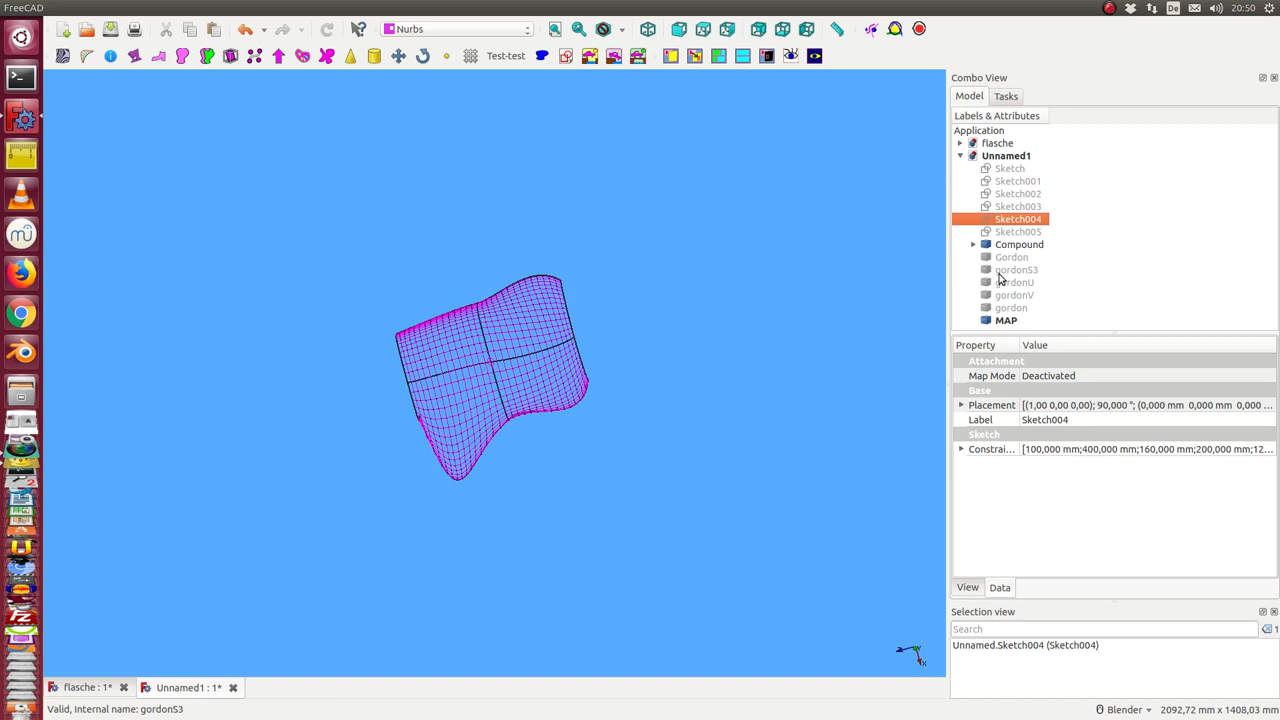 FreeCAD
De 20:50
Nurbs
Test-test
Combo View
Model Tasks
Labels & Attributes
Application
flasche
Unnamed1
Sketch
Sketch001
Sketch002
Sketch003
Sketch004
Sketch005
Compound
Gordon
gordonS3
gordonU
gordonV
gordon
MAP
Property Value
Attachment
Map Mode Deactivated
Base
Placement [(1,00 0,00 0,00); 90,000 °; (0,000 mm 0,000 mm 0,000 ...
Label Sketch004
Sketch
Constrai... [100,000 mm;400,000 mm;160,000 mm;200,000 mm;12...
View Data
Selection view
Search 1
Unnamed.Sketch004 (Sketch004)
flasche : 1* Unnamed1 : 1*
Valid, Internal name: gordonS3 Blender 2092,72 mm x 1408,03 mm